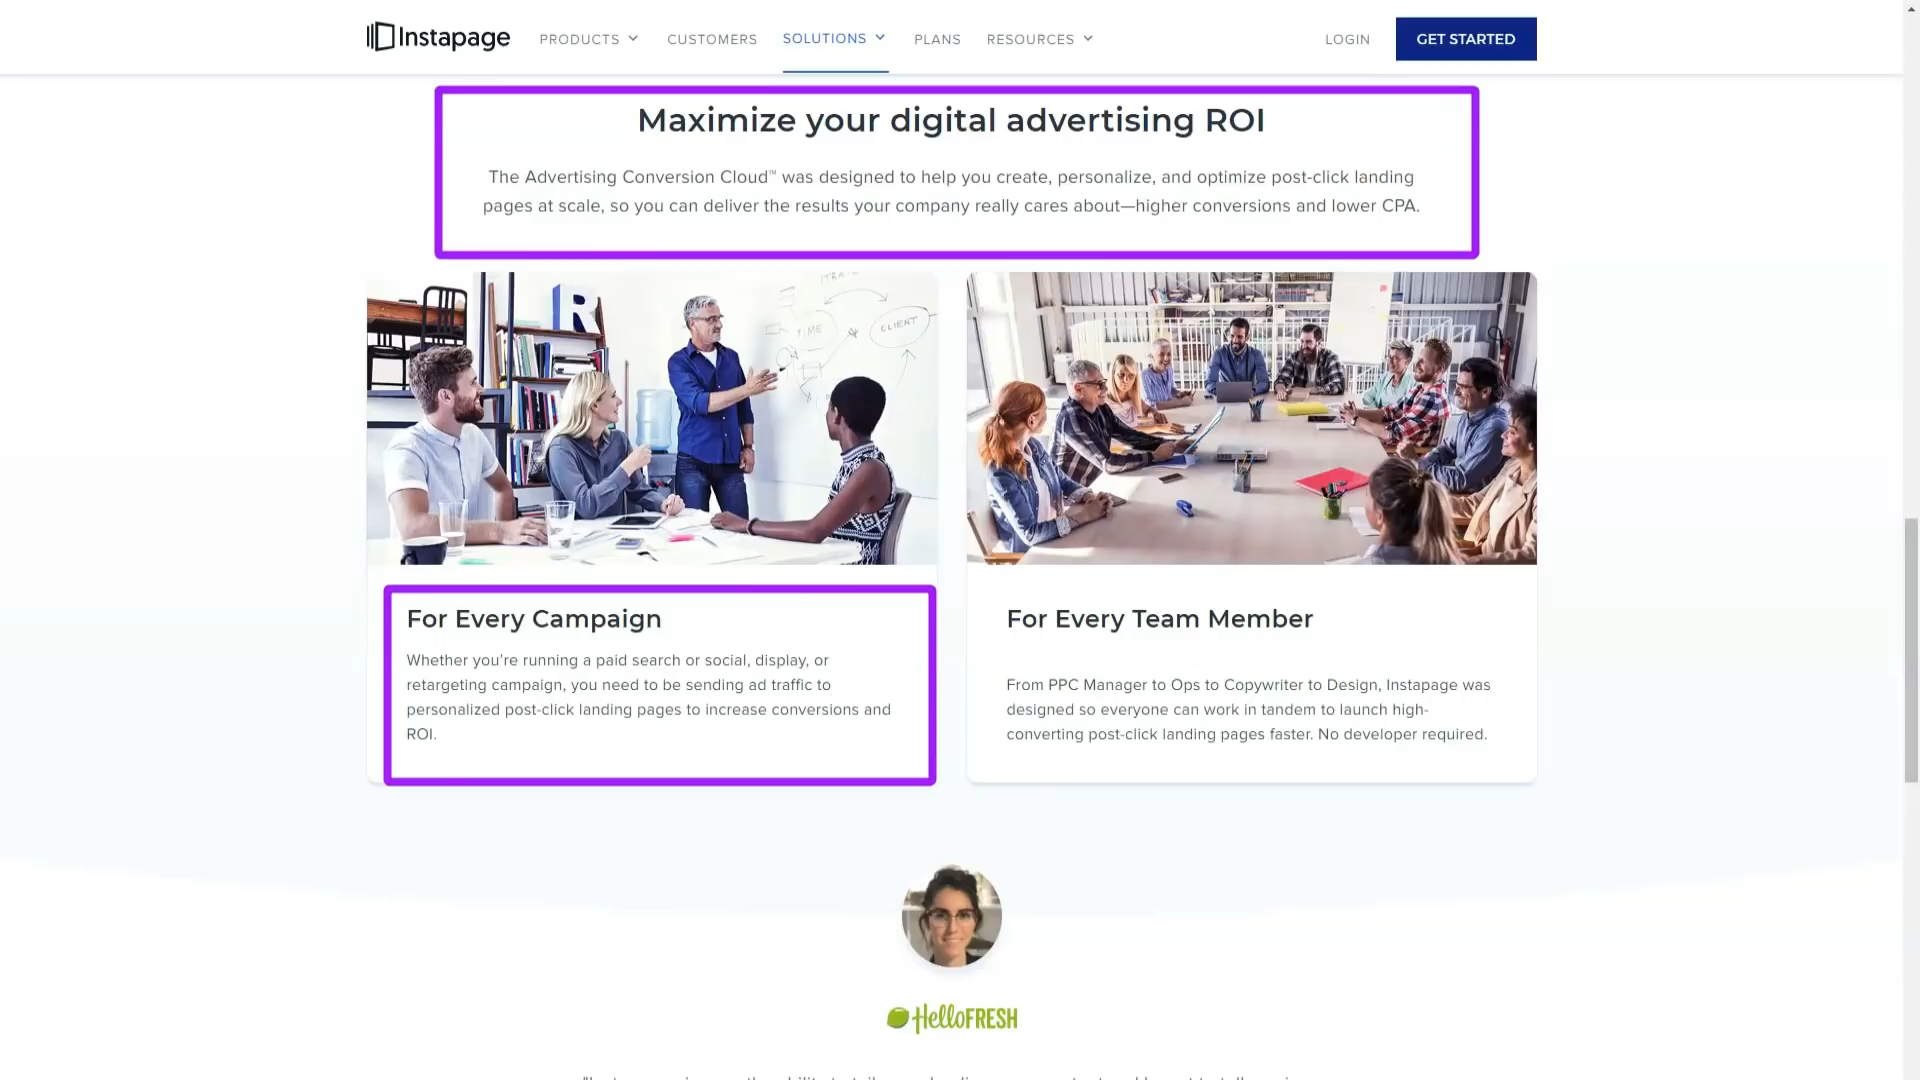 Instapage
PRODUCTS
CUSTOMERS
SOLUTIONS
PLANS
RESOURCES
LOGIN
GET STARTED
Maximize your digital advertising ROI
The Advertising Conversion Cloud™ was designed to help you create, personalize, and optimize post-click landing
pages at scale, so you can deliver the results your company really cares about—higher conversions and lower CPA.
R
TIME
&
CLIENT
For Every Campaign
Whether you’re running a paid search or social, display, or
retargeting campaign, you need to be sending ad traffic to
personalized post-click landing pages to increase conversions and
ROI.
For Every Team Member
From PPC Manager to Ops to Copywriter to Design, Instapage was
designed so everyone can work in tandem to launch high-
converting post-click landing pages faster. No developer required.
HelloFRESH